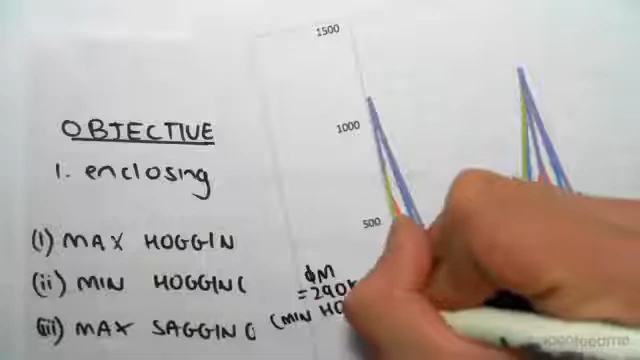 1500
OBJECTIVE
1000
1. enclosing
500
(i) MAX HOGGIN
(ii) MIN HOGGING
ϕM
=290k
(iii) MAX SAGGING
(MIN HO